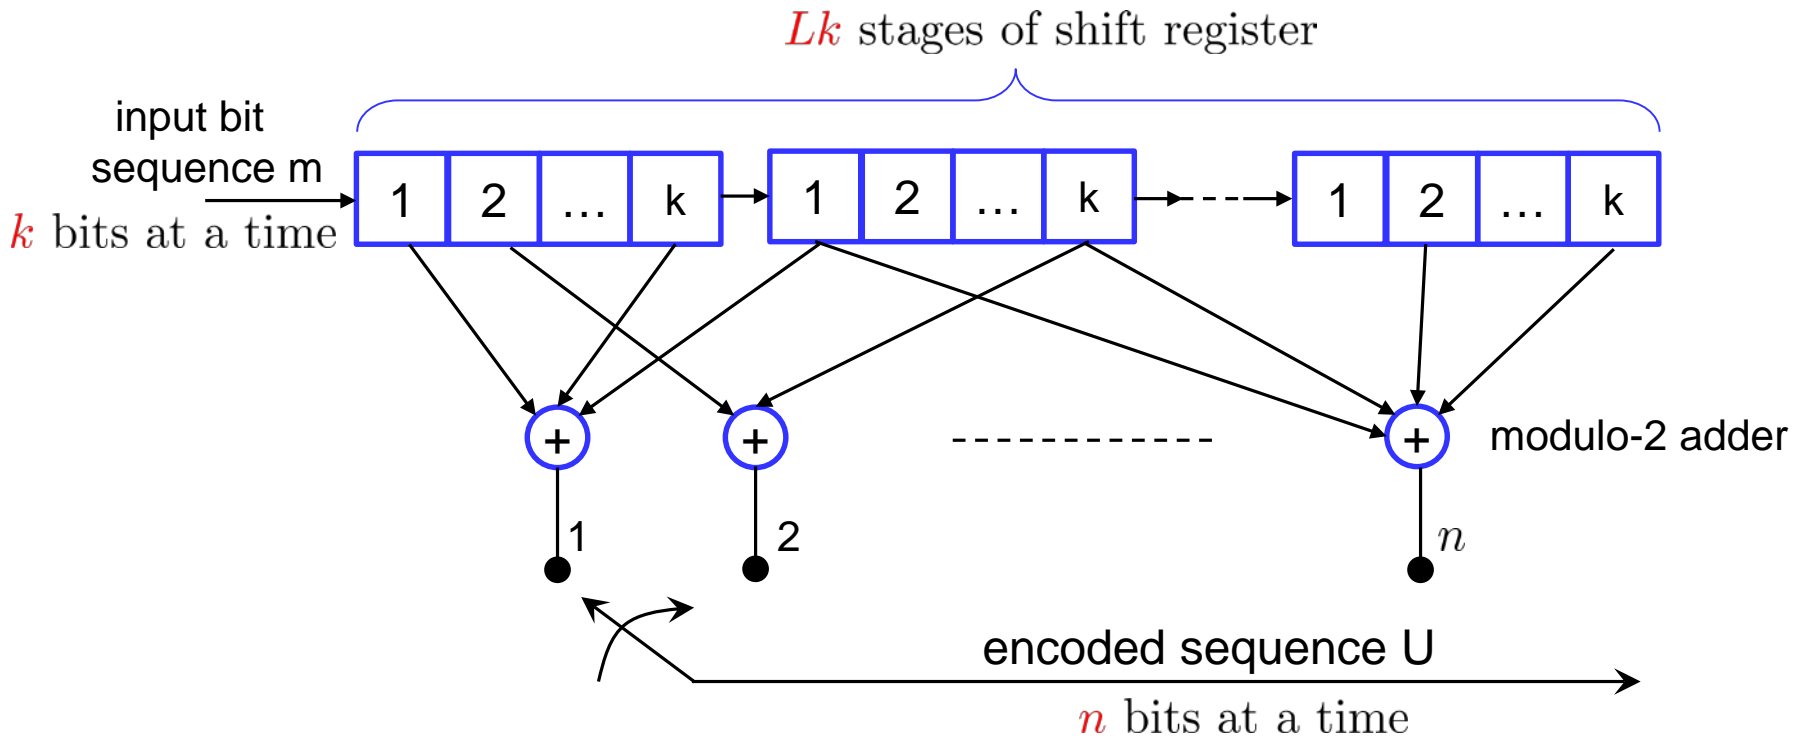 Lk stages of shift register
input bit
sequence m
k bits at a time
1 2 ... k 1 2 ... k 1 2 ... k
+ + +
modulo-2 adder
1 2 n
encoded sequence U
n bits at a time